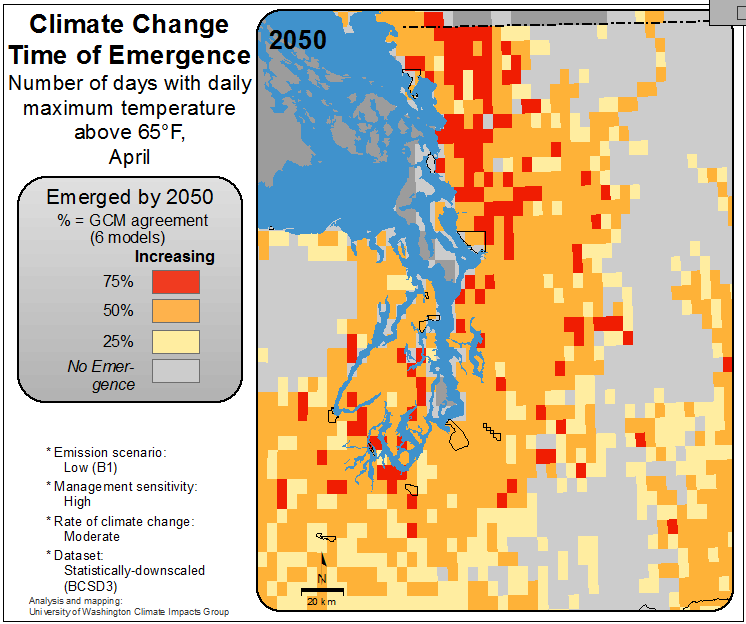 Climate Change
Time of Emergence
Number of days with daily
maximum temperature
above 65°F,
April
Emerged by 2050
% = GCM agreement
(6 models)
Increasing
75%
50%
25%
No Emer-
gence
* Emission scenario:
Low (B1)
* Management sensitivity:
High
* Rate of climate change:
Moderate
* Dataset:
Statistically-downscaled
(BCSD3)
Analysis and mapping:
University of Washington Climate Impacts Group
2050
N
20 km